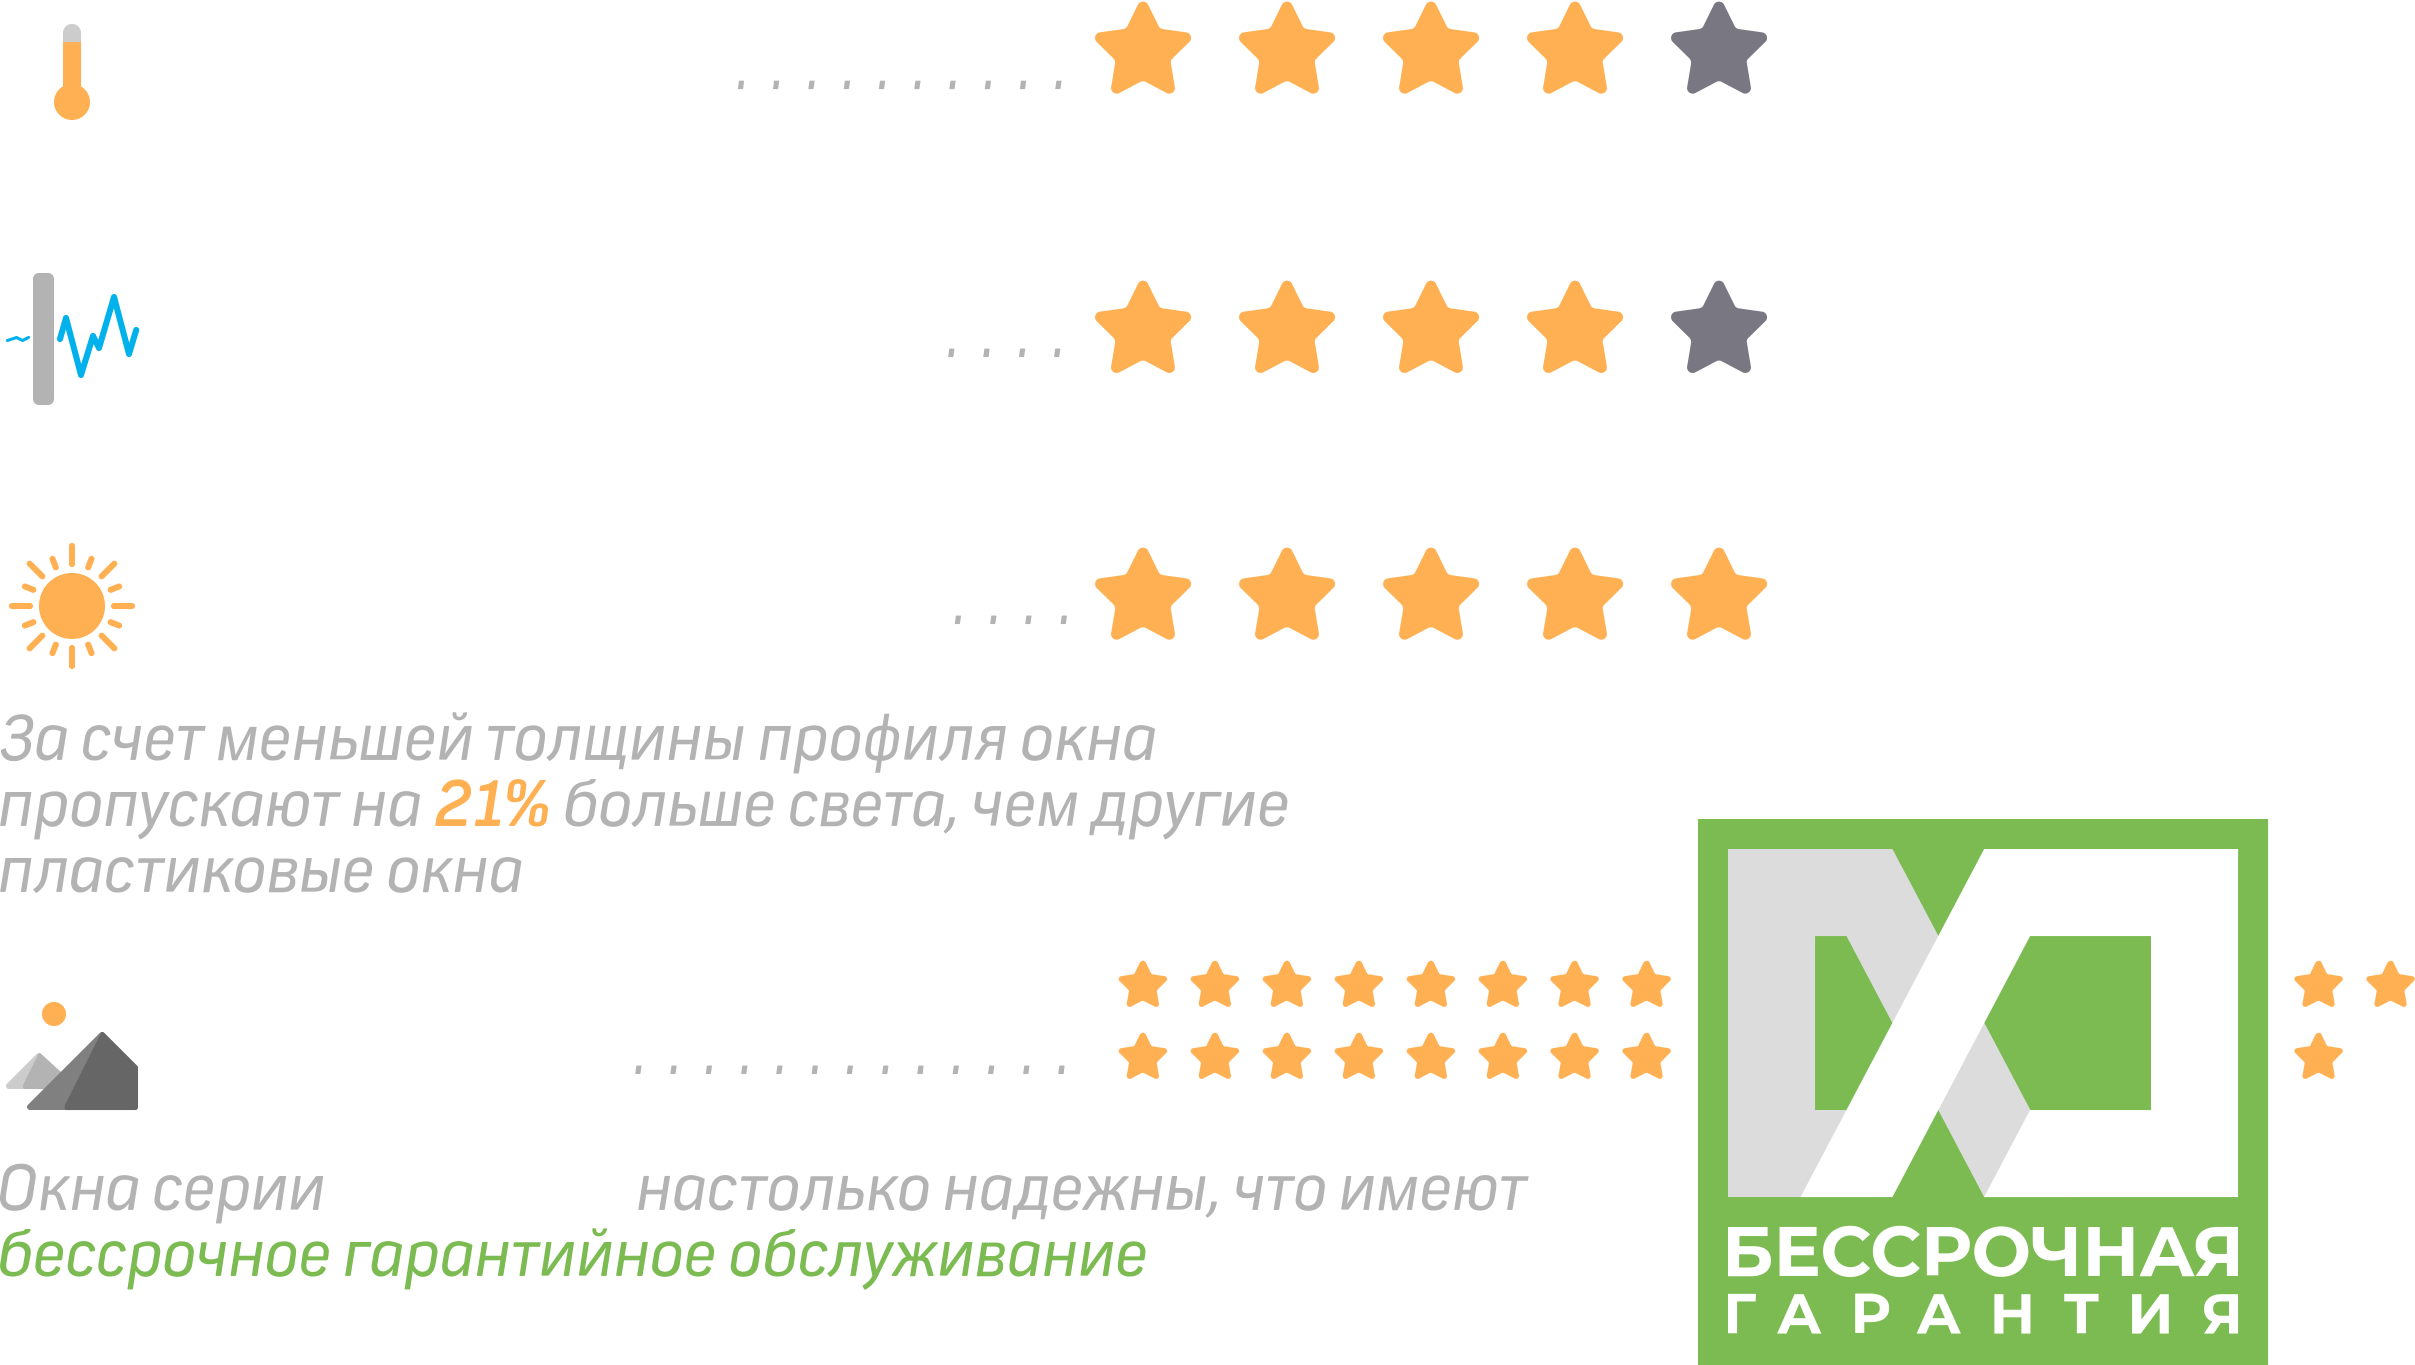 За счет меньшей толщины профиля окна
пропускают на 21% больше света, чем другие
пластиковые окна
Окна серии настолько надежны, что имеют
бессрочное гарантийное обслуживание
БЕССРОЧНАЯ
ГАРАНТИЯ